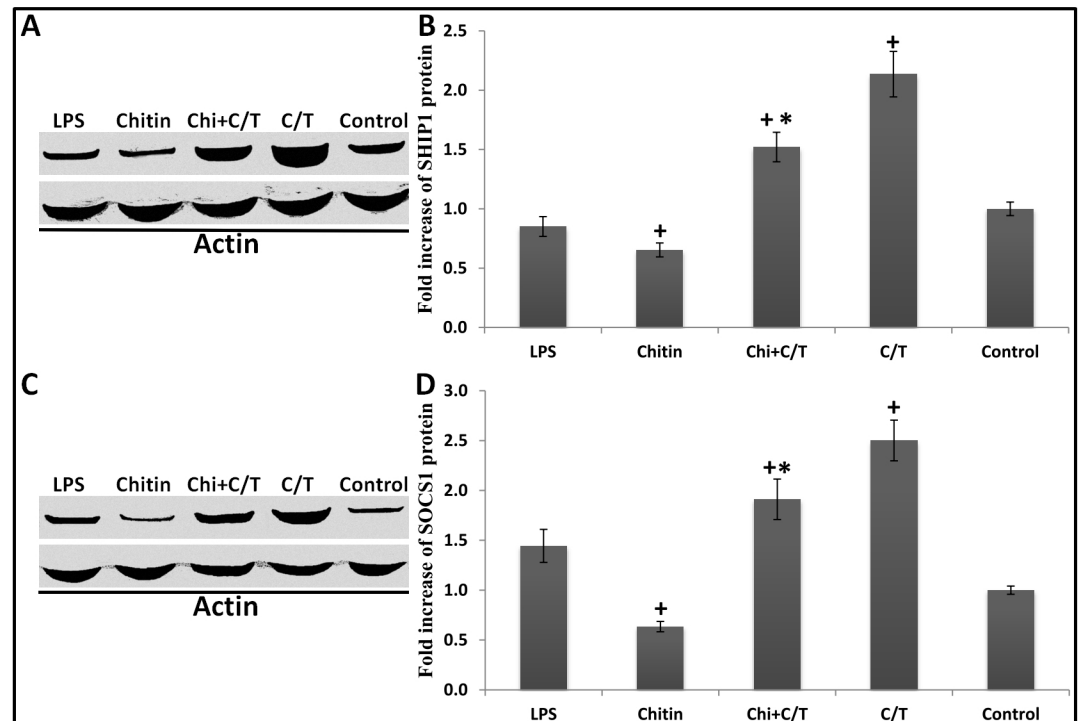 A
LPS Chitin Chi+C/T C/T Control
Actin
B
Fold increase of SHIP1 protein
2.5
2.0
1.5
1.0
0.5
0.0
+
+
+ *
+
LPS Chitin Chi+C/T C/T Control
C
LPS Chitin Chi+C/T C/T Control
Actin
D
Fold increase of SOCS1 protein
3.0
2.5
2.0
1.5
1.0
0.5
0.0
+
+*
+
LPS Chitin Chi+C/T C/T Control